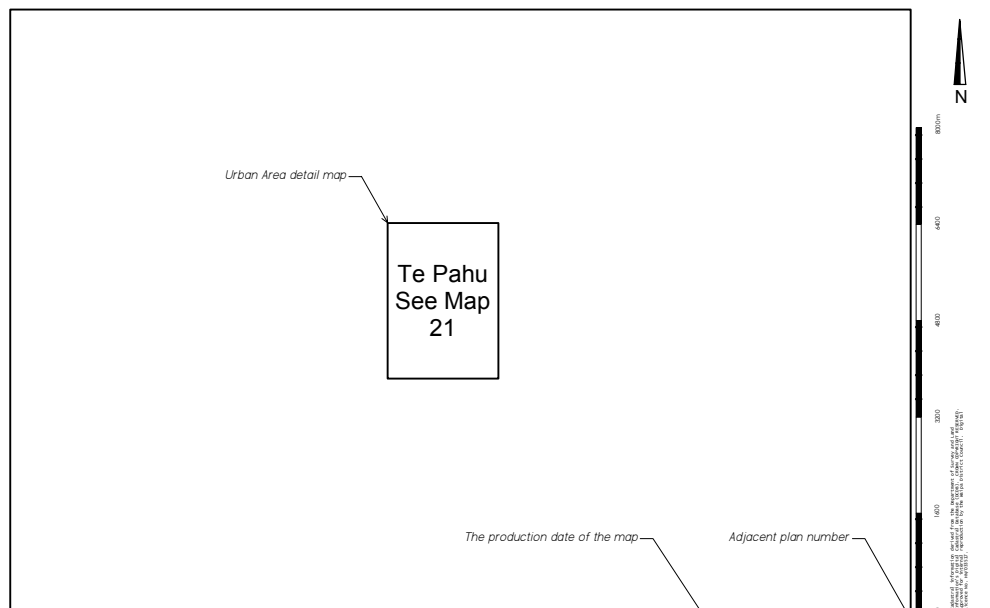 N
8000m
Urban Area detail map
6400
Te Pahu
See Map
21
4800
3200
1600
The production date of the map
Adjacent plan number